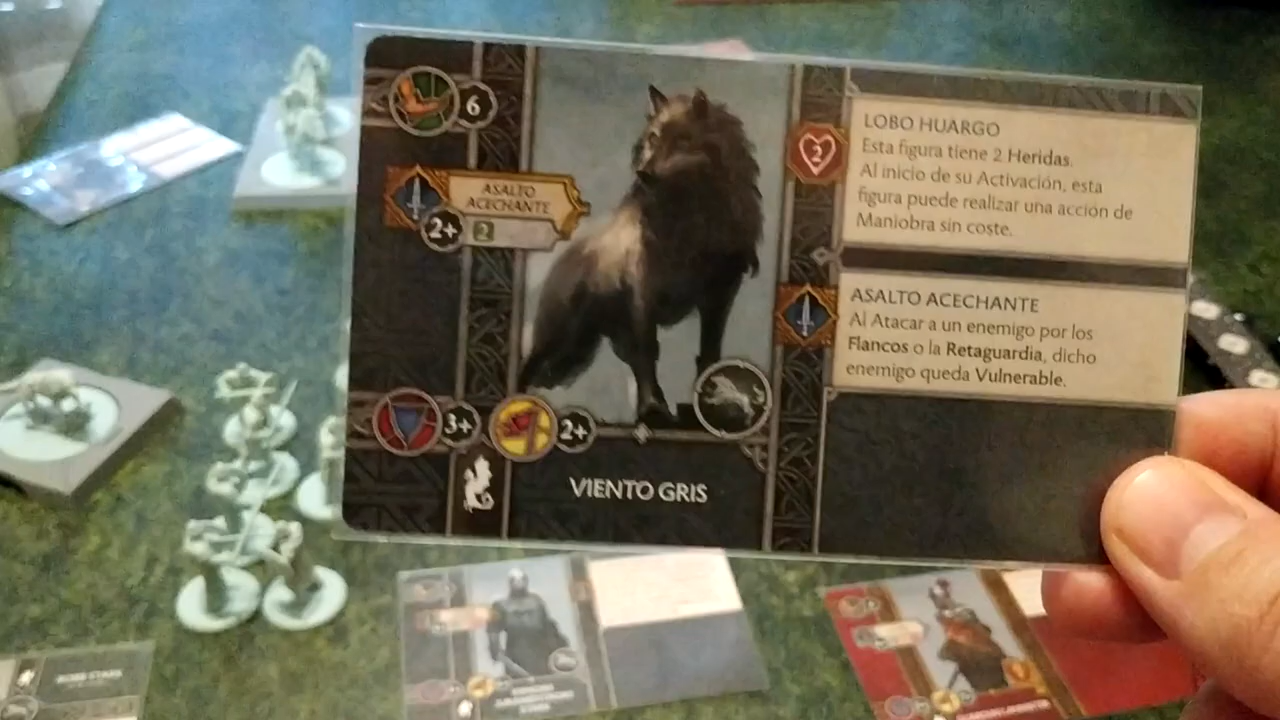 6
ASALTO
ACECHANTE
2+
2
3+
2+
VIENTO GRIS
2
LOBO HUARGO
Esta figura tiene 2 Heridas.
Al inicio de su Activación, esta
figura puede realizar una acción de
Maniobra sin coste.
ASALTO ACECHANTE
Al Atacar a un enemigo por los
Flancos o la Retaguardia, dicho
enemigo queda Vulnerable.
STARK